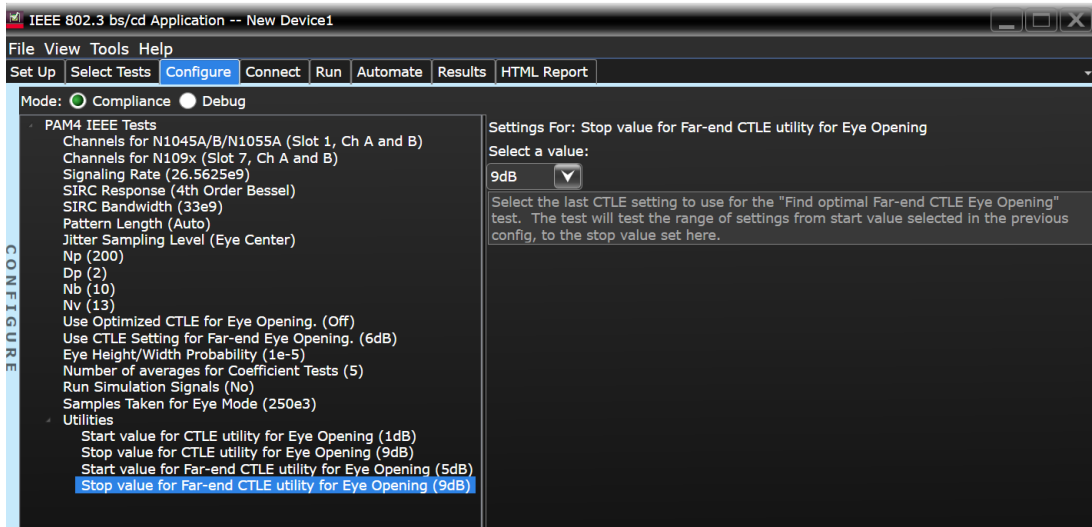 IEEE 802.3 bs/cd Application -- New Device1
File View Tools Help
Set Up Select Tests Configure Connect Run Automate Results HTML Report
Mode: Compliance Debug
CONFIGURE
PAM4 IEEE Tests
Channels for N1045A/B/N1055A (Slot 1, Ch A and B)
Channels for N109x (Slot 7, Ch A and B)
Signaling Rate (26.5625e9)
SIRC Response (4th Order Bessel)
SIRC Bandwidth (33e9)
Pattern Length (Auto)
Jitter Sampling Level (Eye Center)
Np (200)
Dp (2)
Nb (10)
Nv (13)
Use Optimized CTLE for Eye Opening. (Off)
Use CTLE Setting for Far-end Eye Opening. (6dB)
Eye Height/Width Probability (1e-5)
Number of averages for Coefficient Tests (5)
Run Simulation Signals (No)
Samples Taken for Eye Mode (250e3)
Utilities
Start value for CTLE utility for Eye Opening (1dB)
Stop value for CTLE utility for Eye Opening (9dB)
Start value for Far-end CTLE utility for Eye Opening (5dB)
Stop value for Far-end CTLE utility for Eye Opening (9dB)
Settings For: Stop value for Far-end CTLE utility for Eye Opening
Select a value:
9dB
Select the last CTLE setting to use for the "Find optimal Far-end CTLE Eye Opening"
test. The test will test the range of settings from start value selected in the previous
config, to the stop value set here.